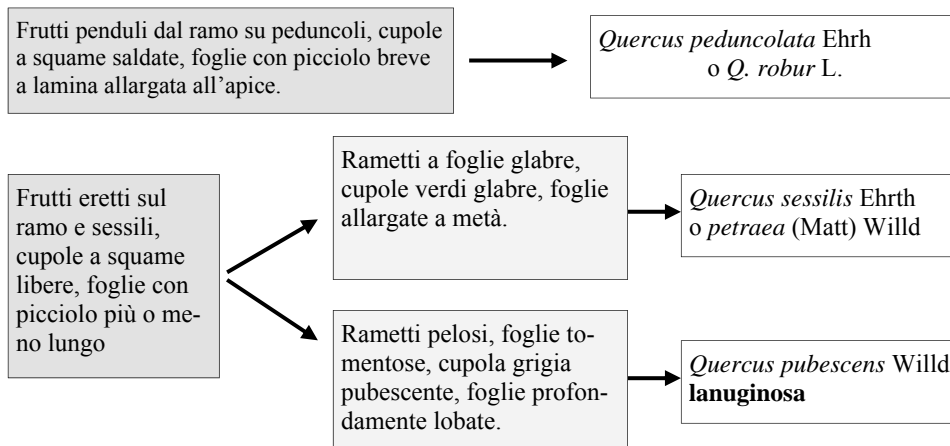 Frutti penduli dal ramo su peduncoli, cupole
a squame saldate, foglie con picciolo breve
a lamina allargata all’apice.
Quercus peduncolata Ehrh
o Q. robur L.
Frutti eretti sul
ramo e sessili,
cupole a squame
libere, foglie con
picciolo più o me-
no lungo
Rametti a foglie glabre,
cupole verdi glabre, foglie
allargate a metà.
Quercus sessilis Ehrth
o petraea (Matt) Willd
Rametti pelosi, foglie to-
mentose, cupola grigia
pubescente, foglie profon-
damente lobate.
Quercus pubescens Willd
lanuginosa